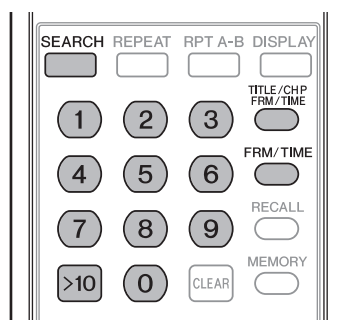 SEARCH REPEAT RPT A-B DISPLAY
TITLE/CHP
FRM/TIME
1 2 3
FRM/TIME
4 5 6
RECALL
7 8 9
MEMORY
>10 0 CLEAR